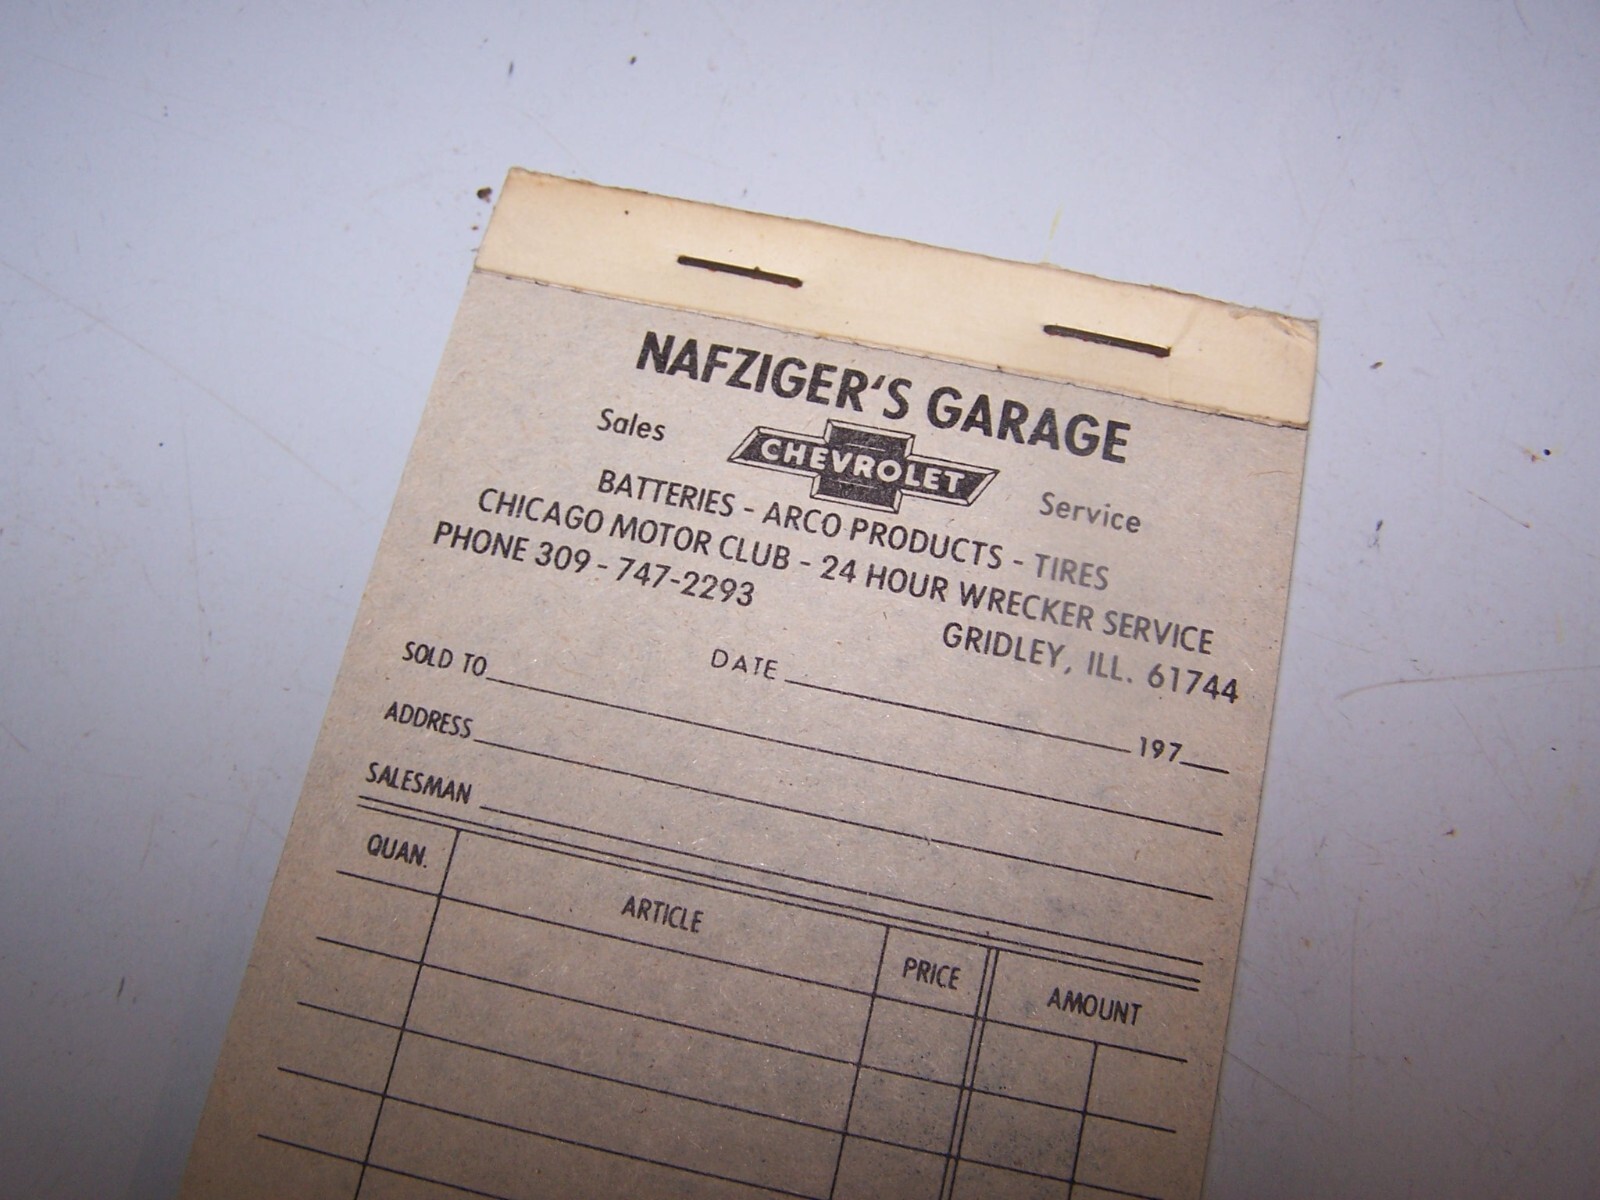 NAFZIGER'S GARAGE
Sales CHEVROLET Service
BATTERIES - ARCO PRODUCTS - TIRES
CHICAGO MOTOR CLUB - 24 HOUR WRECKER SERVICE
PHONE 309 - 747-2293 GRIDLEY, ILL. 61744
DATE 197
SOLD TO
ADDRESS
SALESMAN
QUAN. ARTICLE PRICE AMOUNT